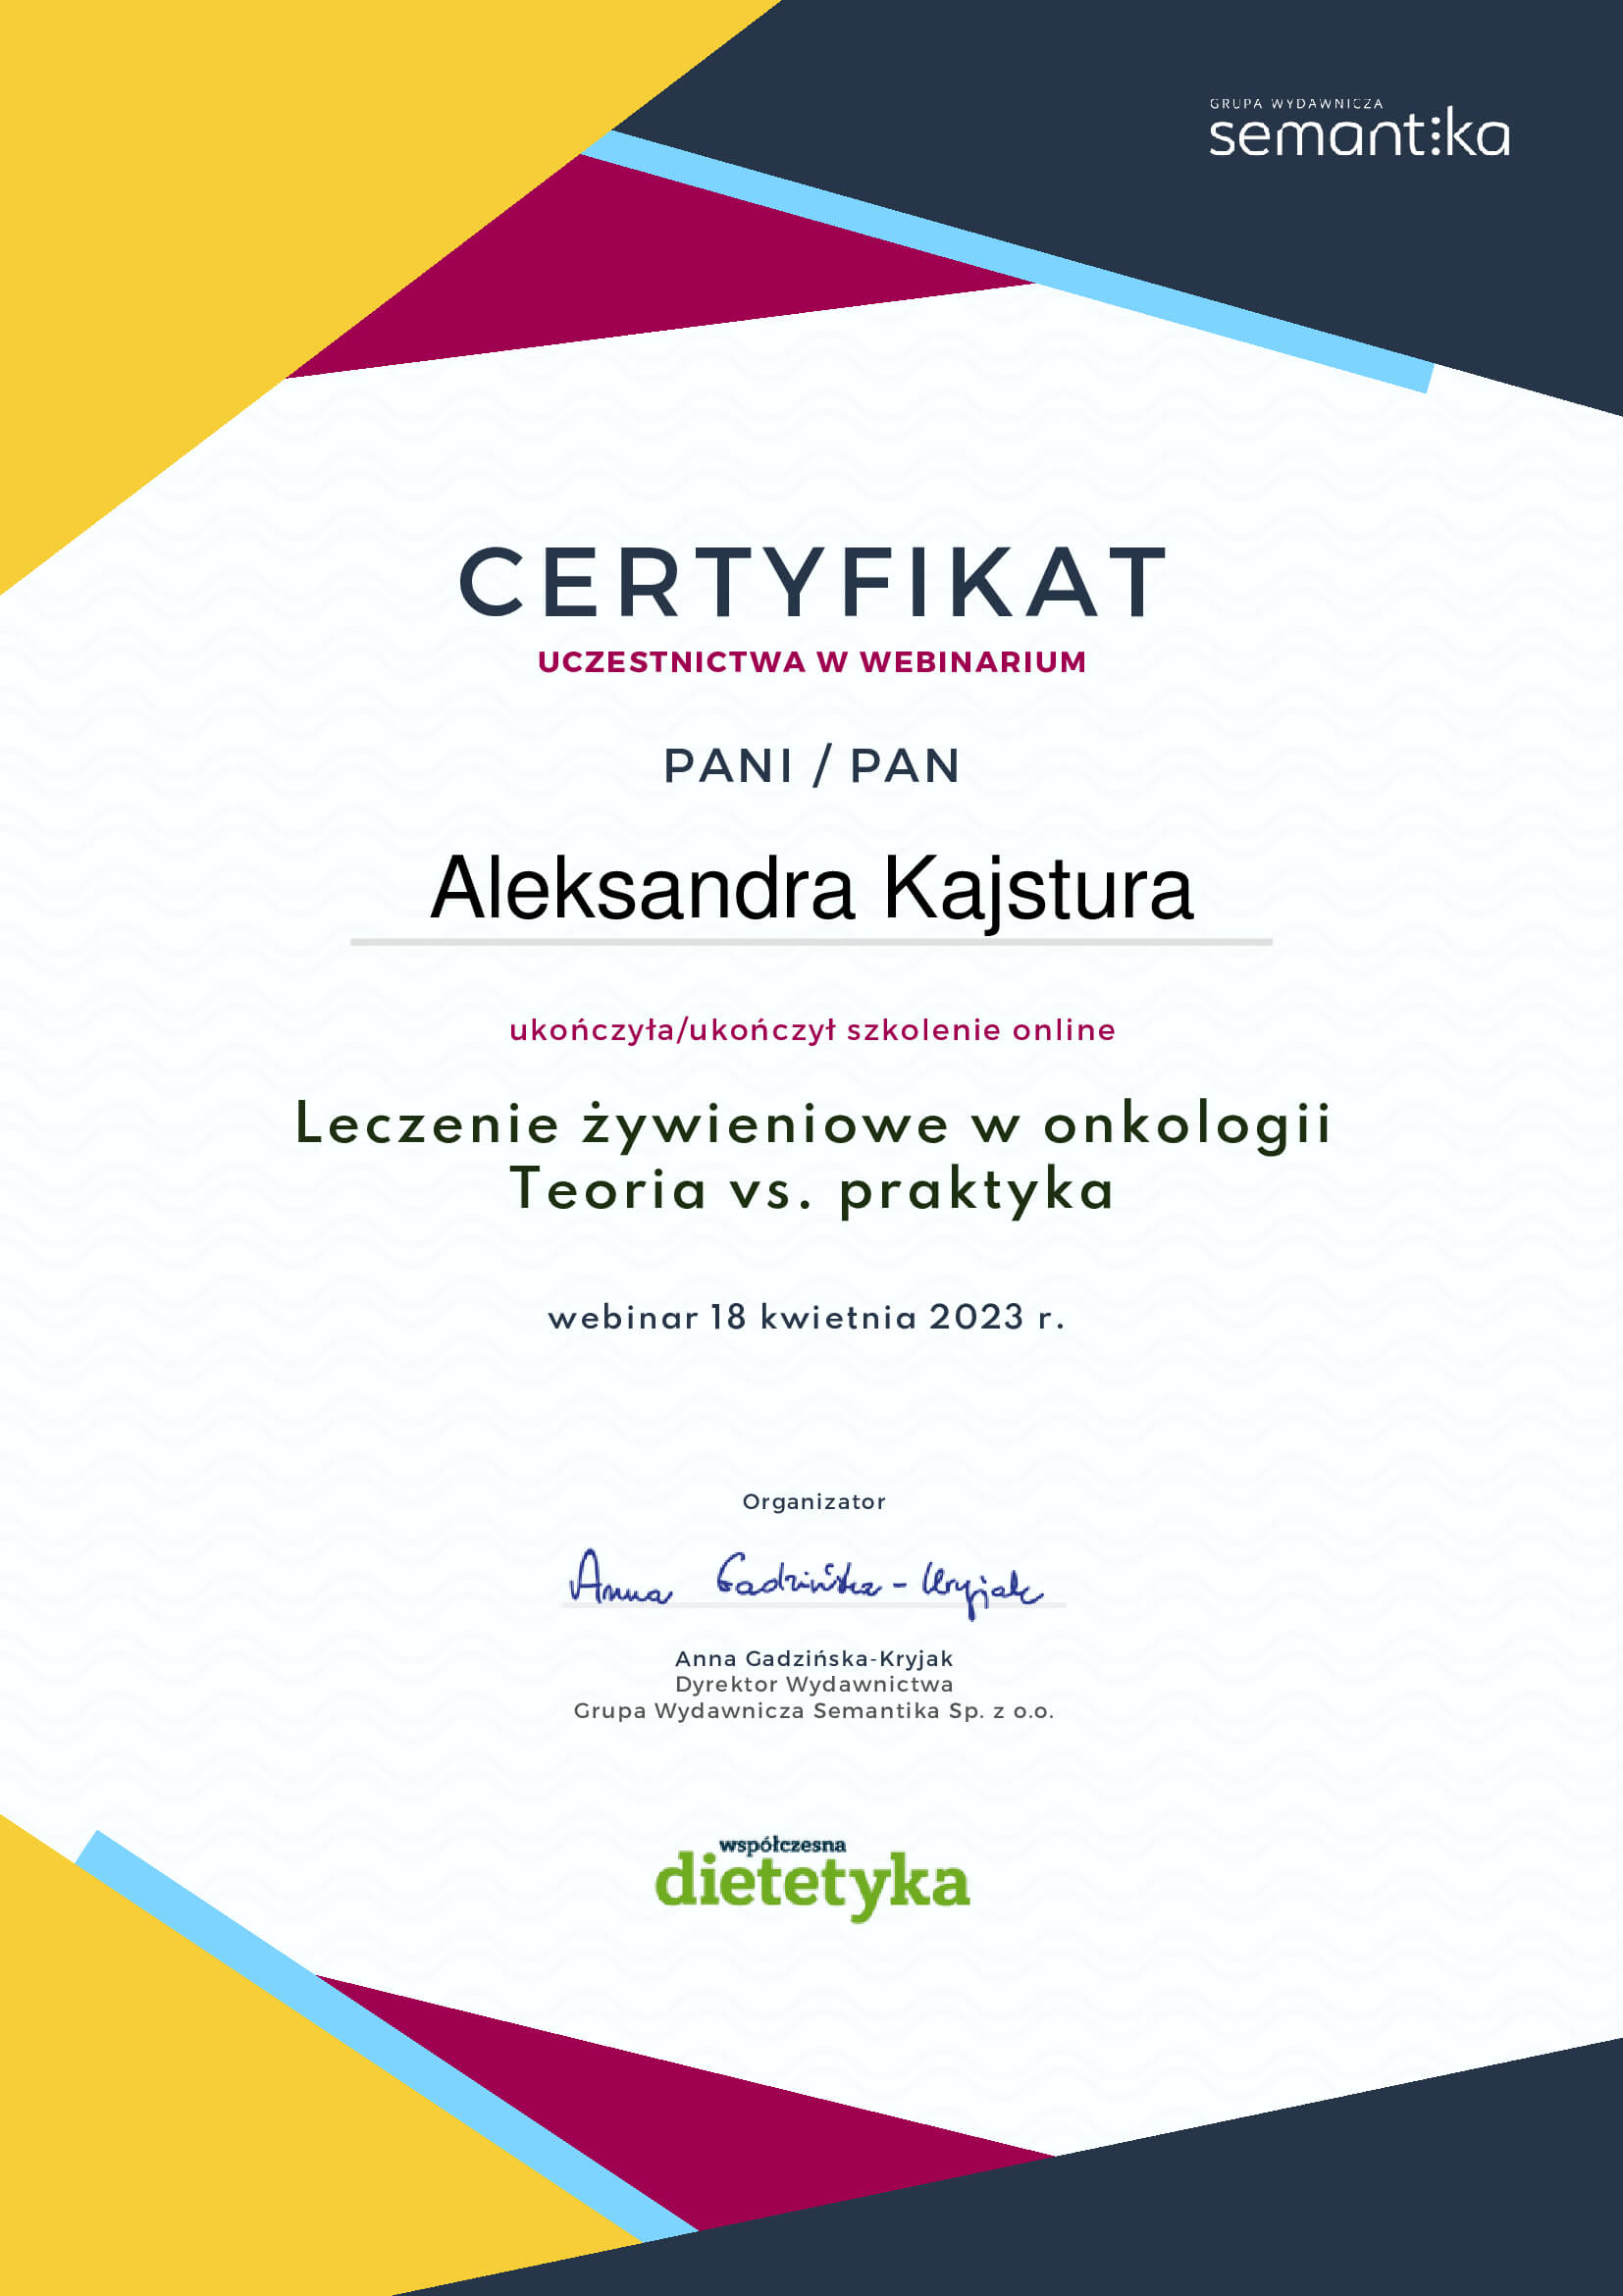 GRUPA WYDAWNICZA
semant:ka
CERTYFIKAT
UCZESTNICTWA W WEBINARIUM
PANI / PAN
Aleksandra Kajstura
ukończyła/ukończył szkolenie online
Leczenie żywieniowe w onkologii
Teoria vs. praktyka
webinar 18 kwietnia 2023 r.
Organizator
Anna Gadzińska-Kryjak
Anna Gadzińska-Kryjak
Dyrektor Wydawnictwa
Grupa Wydawnicza Semantika Sp. z o.o.
współczesna
dietetyka